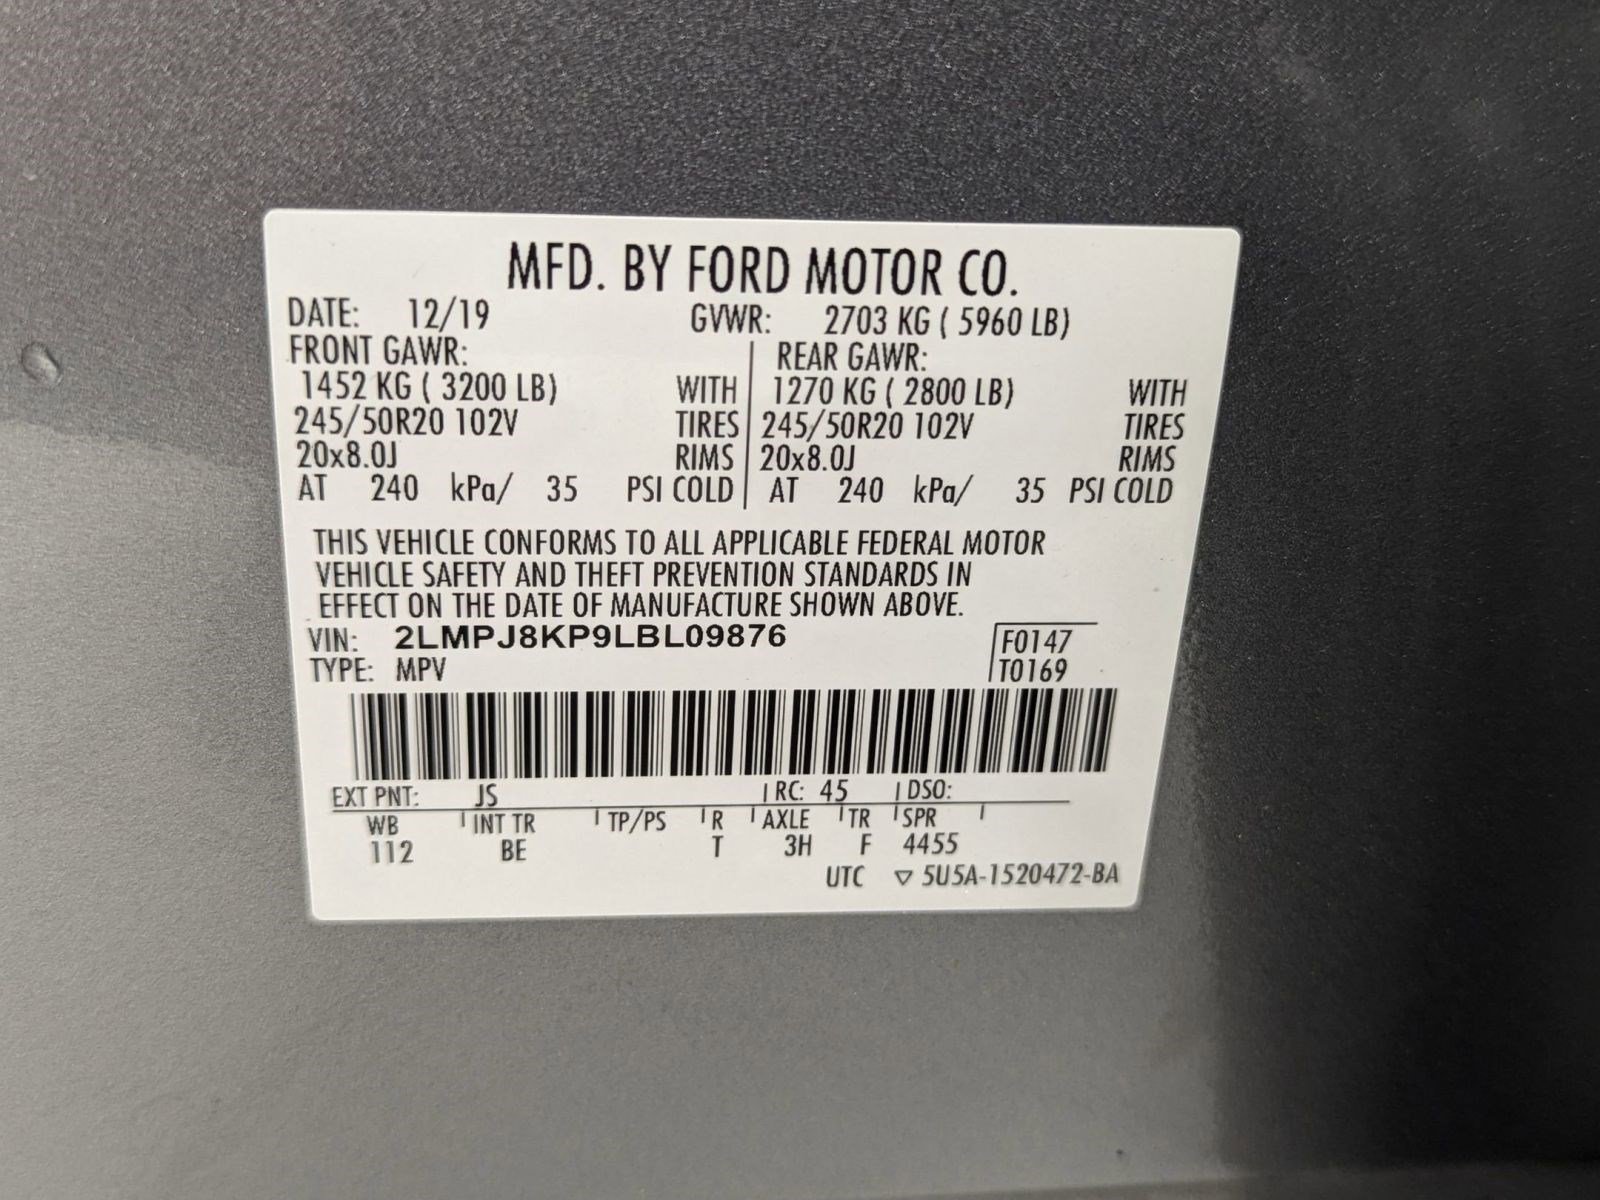 MFD. BY FORD MOTOR CO.
DATE: 12/19 GVWR: 2703 KG ( 5960 LB)
FRONT GAWR: REAR GAWR:
1452 KG ( 3200 LB) WITH 1270 KG ( 2800 LB) WITH
245/50R20 102V TIRES 245/50R20 102V TIRES
20x8.0J RIMS 20x8.0J RIMS
AT 240 kPa/ 35 PSI COLD AT 240 kPa/ 35 PSI COLD
THIS VEHICLE CONFORMS TO ALL APPLICABLE FEDERAL MOTOR
VEHICLE SAFETY AND THEFT PREVENTION STANDARDS IN
EFFECT ON THE DATE OF MANUFACTURE SHOWN ABOVE.
VIN: 2LMPJ8KP9LBL09876 F0147
TYPE: MPV T0169
EXT PNT: JS RC: 45 DSO:
WB INT TR TP/PS R AXLE TR SPR
112 BE T 3H F 4455
UTC ▽ 5U5A-1520472-BA